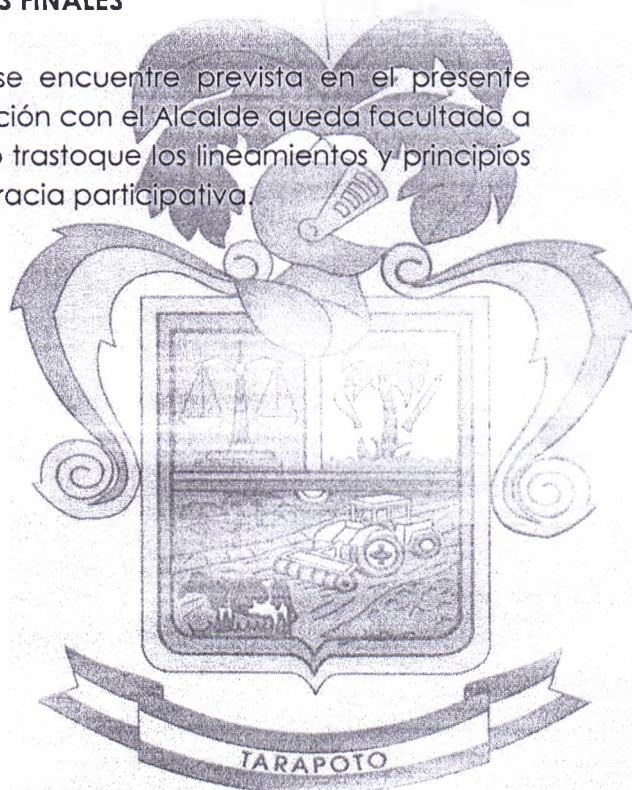 S FINALES
se encuentre prevista en el presente
ción con el Alcalde queda facultado a
o trastoque los lineamientos y principios
racia participativa.
TARAPOTO